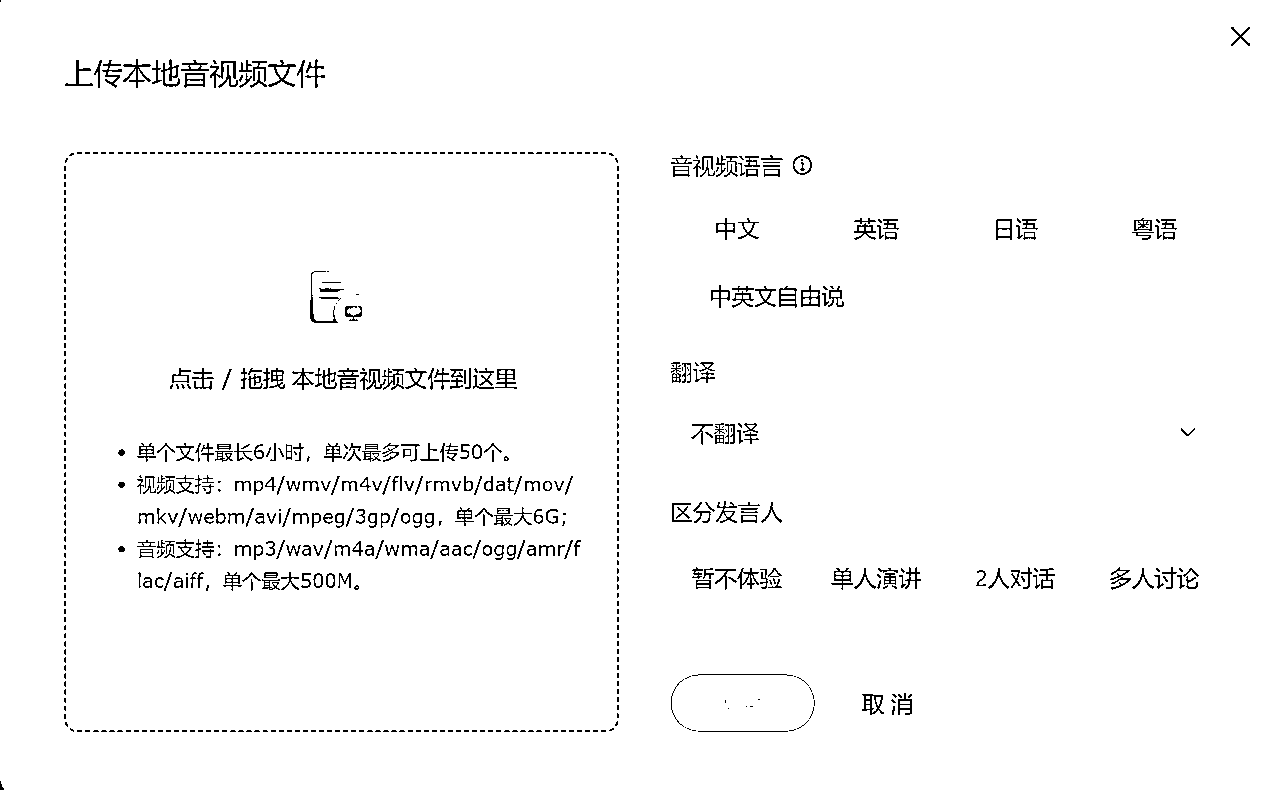 上传本地音视频文件
点击 / 拖拽 本地音视频文件到这里
• 单个文件最长6小时，单次最多可上传50个。
• 视频支持：mp4/wmv/m4v/flv/rmvb/dat/mov/
mkv/webm/avi/mpeg/3gp/ogg，单个最大6G；
• 音频支持：mp3/wav/m4a/wma/aac/ogg/amr/f
lac/aiff，单个最大500M。
音视频语言
中文 英语 日语 粤语
中英文自由说
翻译
不翻译
区分发言人
暂不体验 单人演讲 2人对话 多人讨论
取 消